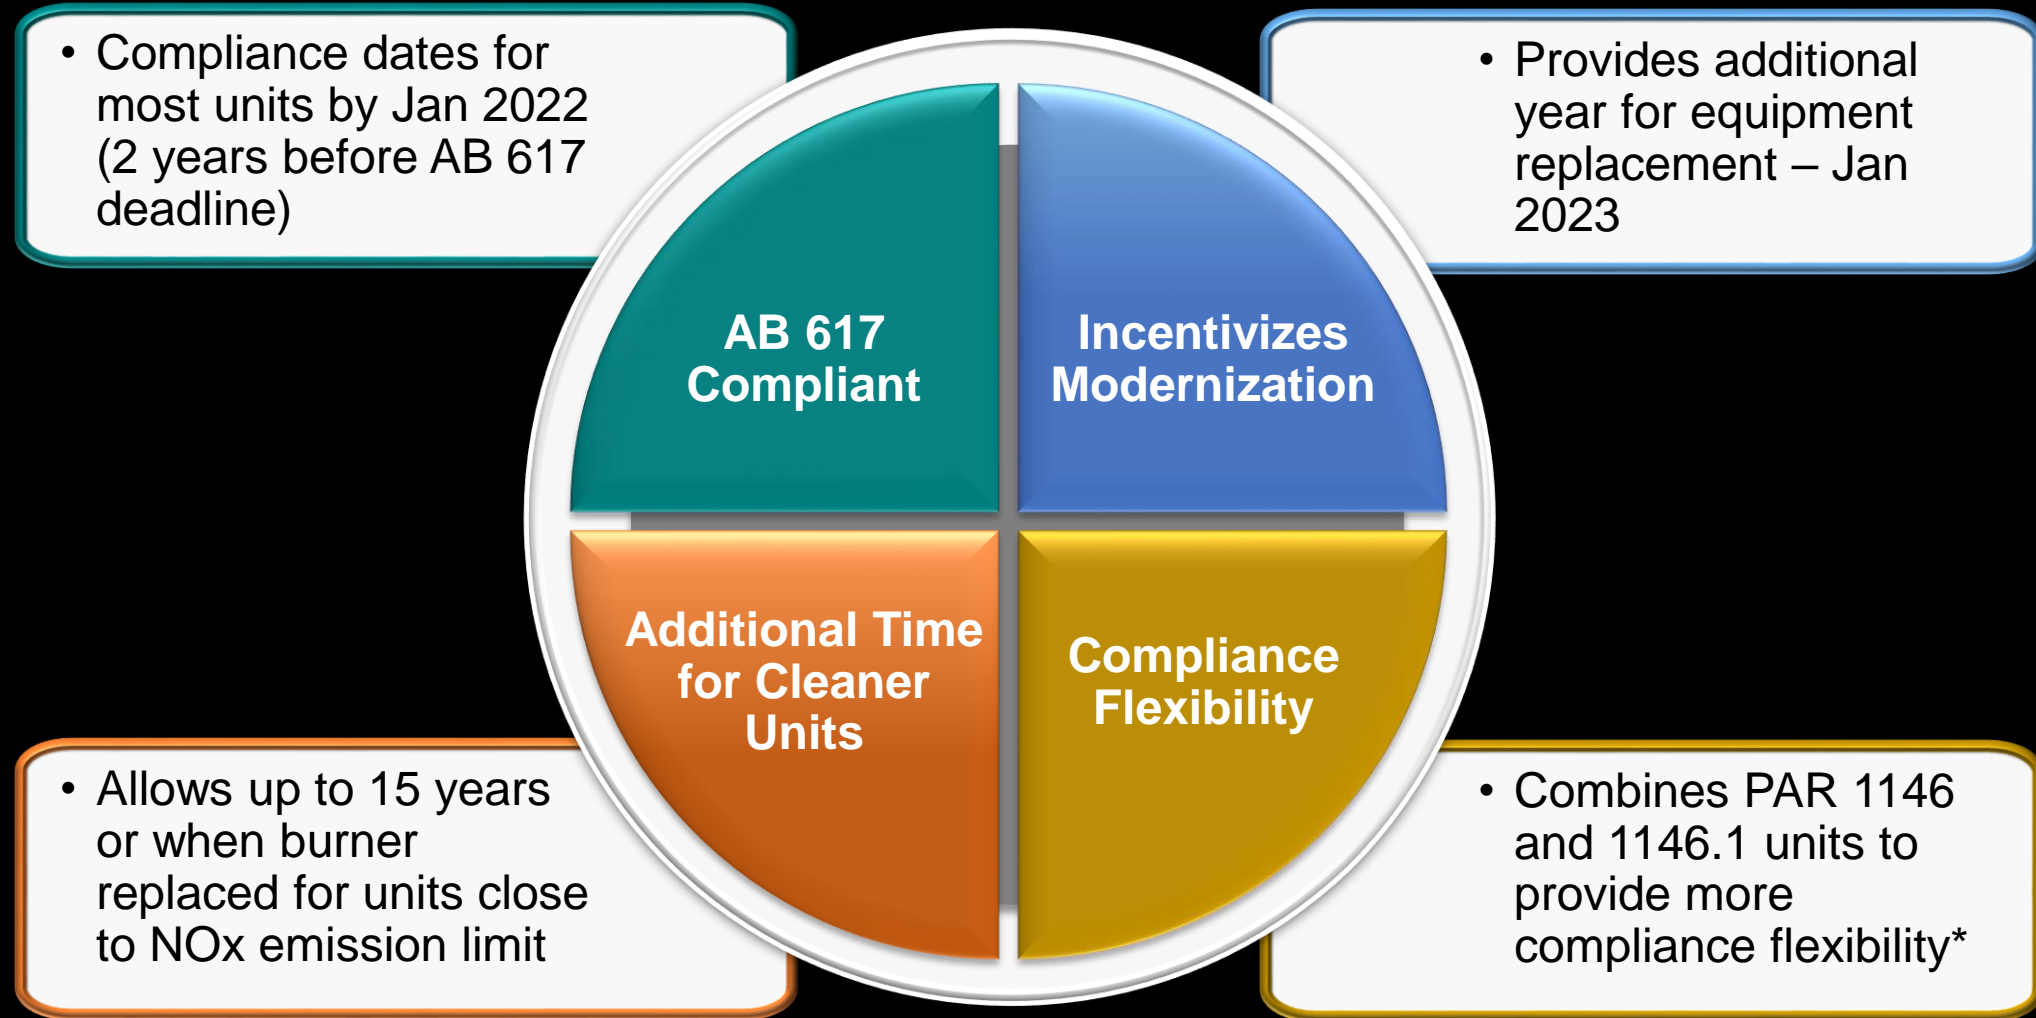 • Compliance dates for
most units by Jan 2022
(2 years before AB 617
deadline)
• Provides additional
year for equipment
replacement – Jan
2023
AB 617
Compliant
Incentivizes
Modernization
Additional Time
for Cleaner
Units
Compliance
Flexibility
• Allows up to 15 years
or when burner
replaced for units close
to NOx emission limit
• Combines PAR 1146
and 1146.1 units to
provide more
compliance flexibility*